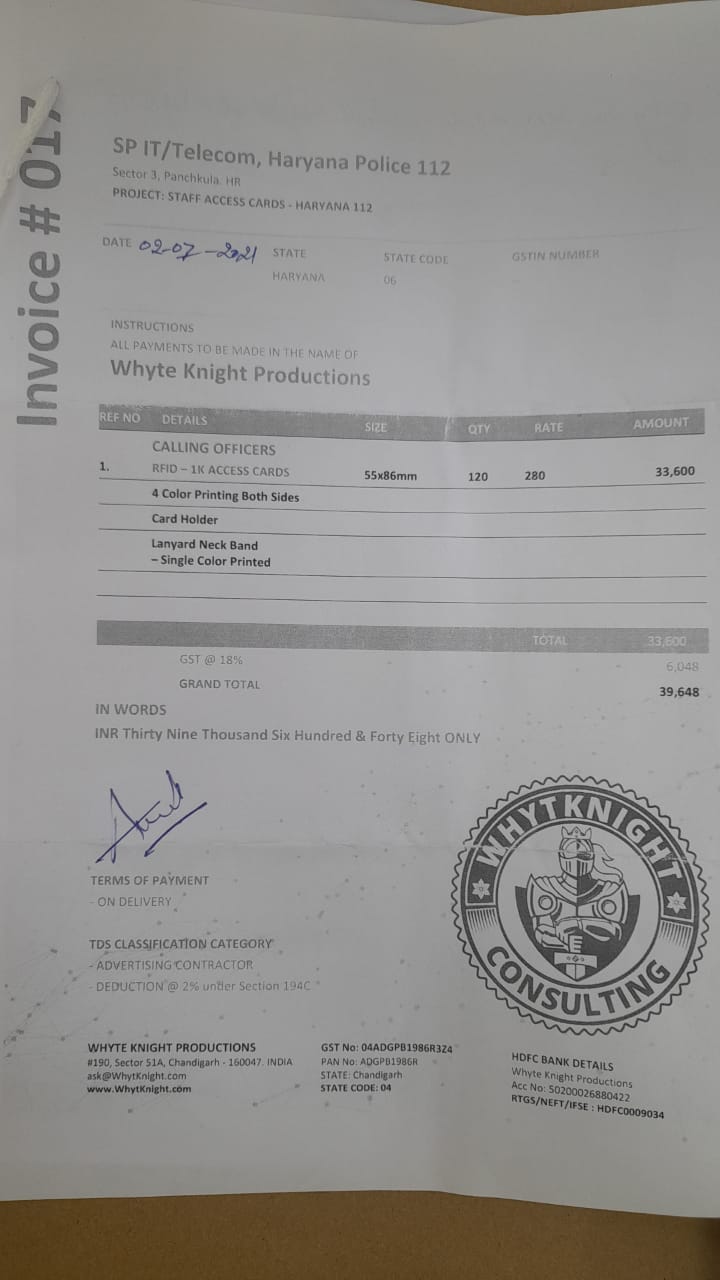 Invoice # 017
SP IT/Telecom, Haryana Police 112
Sector 3, Panchkula. HR
PROJECT: STAFF ACCESS CARDS - HARYANA 112
DATE 02-07-2021 STATE STATE CODE GSTIN NUMBER
HARYANA 06
INSTRUCTIONS
ALL PAYMENTS TO BE MADE IN THE NAME OF
Whyte Knight Productions
REF NO DETAILS SIZE QTY RATE AMOUNT
CALLING OFFICERS
1. RFID – 1K ACCESS CARDS 55x86mm 120 280 33,600
4 Color Printing Both Sides
Card Holder
Lanyard Neck Band
– Single Color Printed
TOTAL 33,600
GST @ 18% 6,048
GRAND TOTAL 39,648
IN WORDS
INR Thirty Nine Thousand Six Hundred & Forty Eight ONLY
WHYTKNIGHT
CONSULTING
TERMS OF PAYMENT
- ON DELIVERY
TDS CLASSIFICATION CATEGORY
- ADVERTISING CONTRACTOR
- DEDUCTION @ 2% under Section 194C
WHYTE KNIGHT PRODUCTIONS
#190, Sector 51A, Chandigarh - 160047. INDIA
ask@WhytKnight.com
www.WhytKnight.com
GST No: 04ADGPB1986R3Z4
PAN No: ADGPB1986R
STATE: Chandigarh
STATE CODE: 04
HDFC BANK DETAILS
Whyte Knight Productions
Acc No: 50200026880422
RTGS/NEFT/IFSE : HDFC0009034